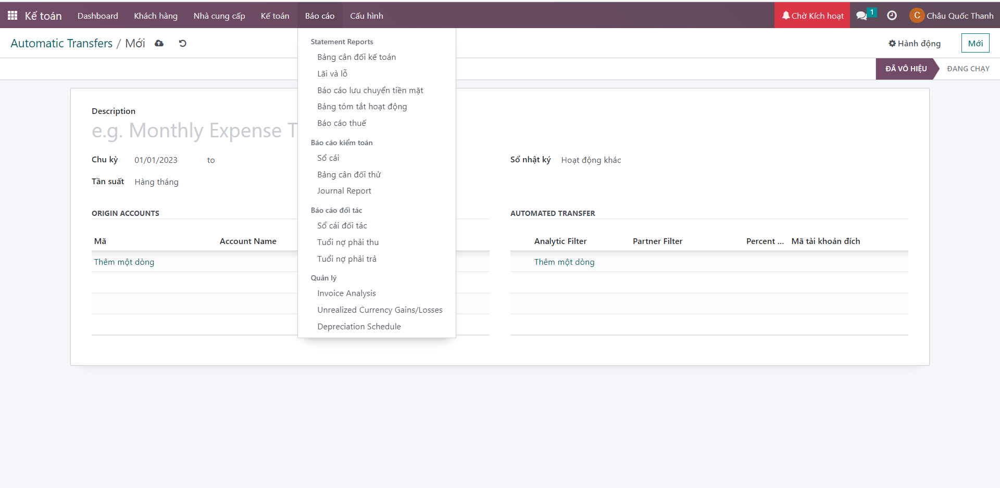 Kế toán Dashboard Khách hàng Nhà cung cấp Kế toán Báo cáo Cấu hình Chờ Kích hoạt 1 C Châu Quốc Thanh
Automatic Transfers / Mới Hành động Mới
ĐÃ VÔ HIỆU ĐANG CHẠY
Statement Reports
Bảng cân đối kế toán
Lãi và lỗ
Báo cáo lưu chuyển tiền mặt
Bảng tóm tắt hoạt động
Báo cáo thuế
Báo cáo kiểm toán
Sổ cái
Bảng cân đối thử
Journal Report
Báo cáo đối tác
Sổ cái đối tác
Tuổi nợ phải thu
Tuổi nợ phải trả
Quản lý
Invoice Analysis
Unrealized Currency Gains/Losses
Depreciation Schedule
Description
e.g. Monthly Expense T
Chu kỳ 01/01/2023 to
Tần suất Hàng tháng
Sổ nhật ký Hoạt động khác
ORIGIN ACCOUNTS
Mã Account Name
Thêm một dòng
AUTOMATED TRANSFER
Analytic Filter Partner Filter Percent ... Mã tài khoản đích
Thêm một dòng